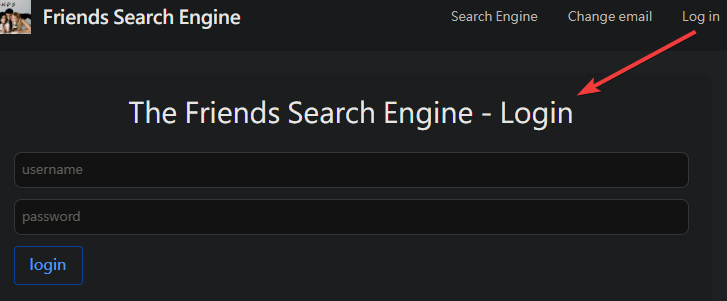 Friends Search Engine
Search Engine Change email Log in
The Friends Search Engine - Login
username
password
login